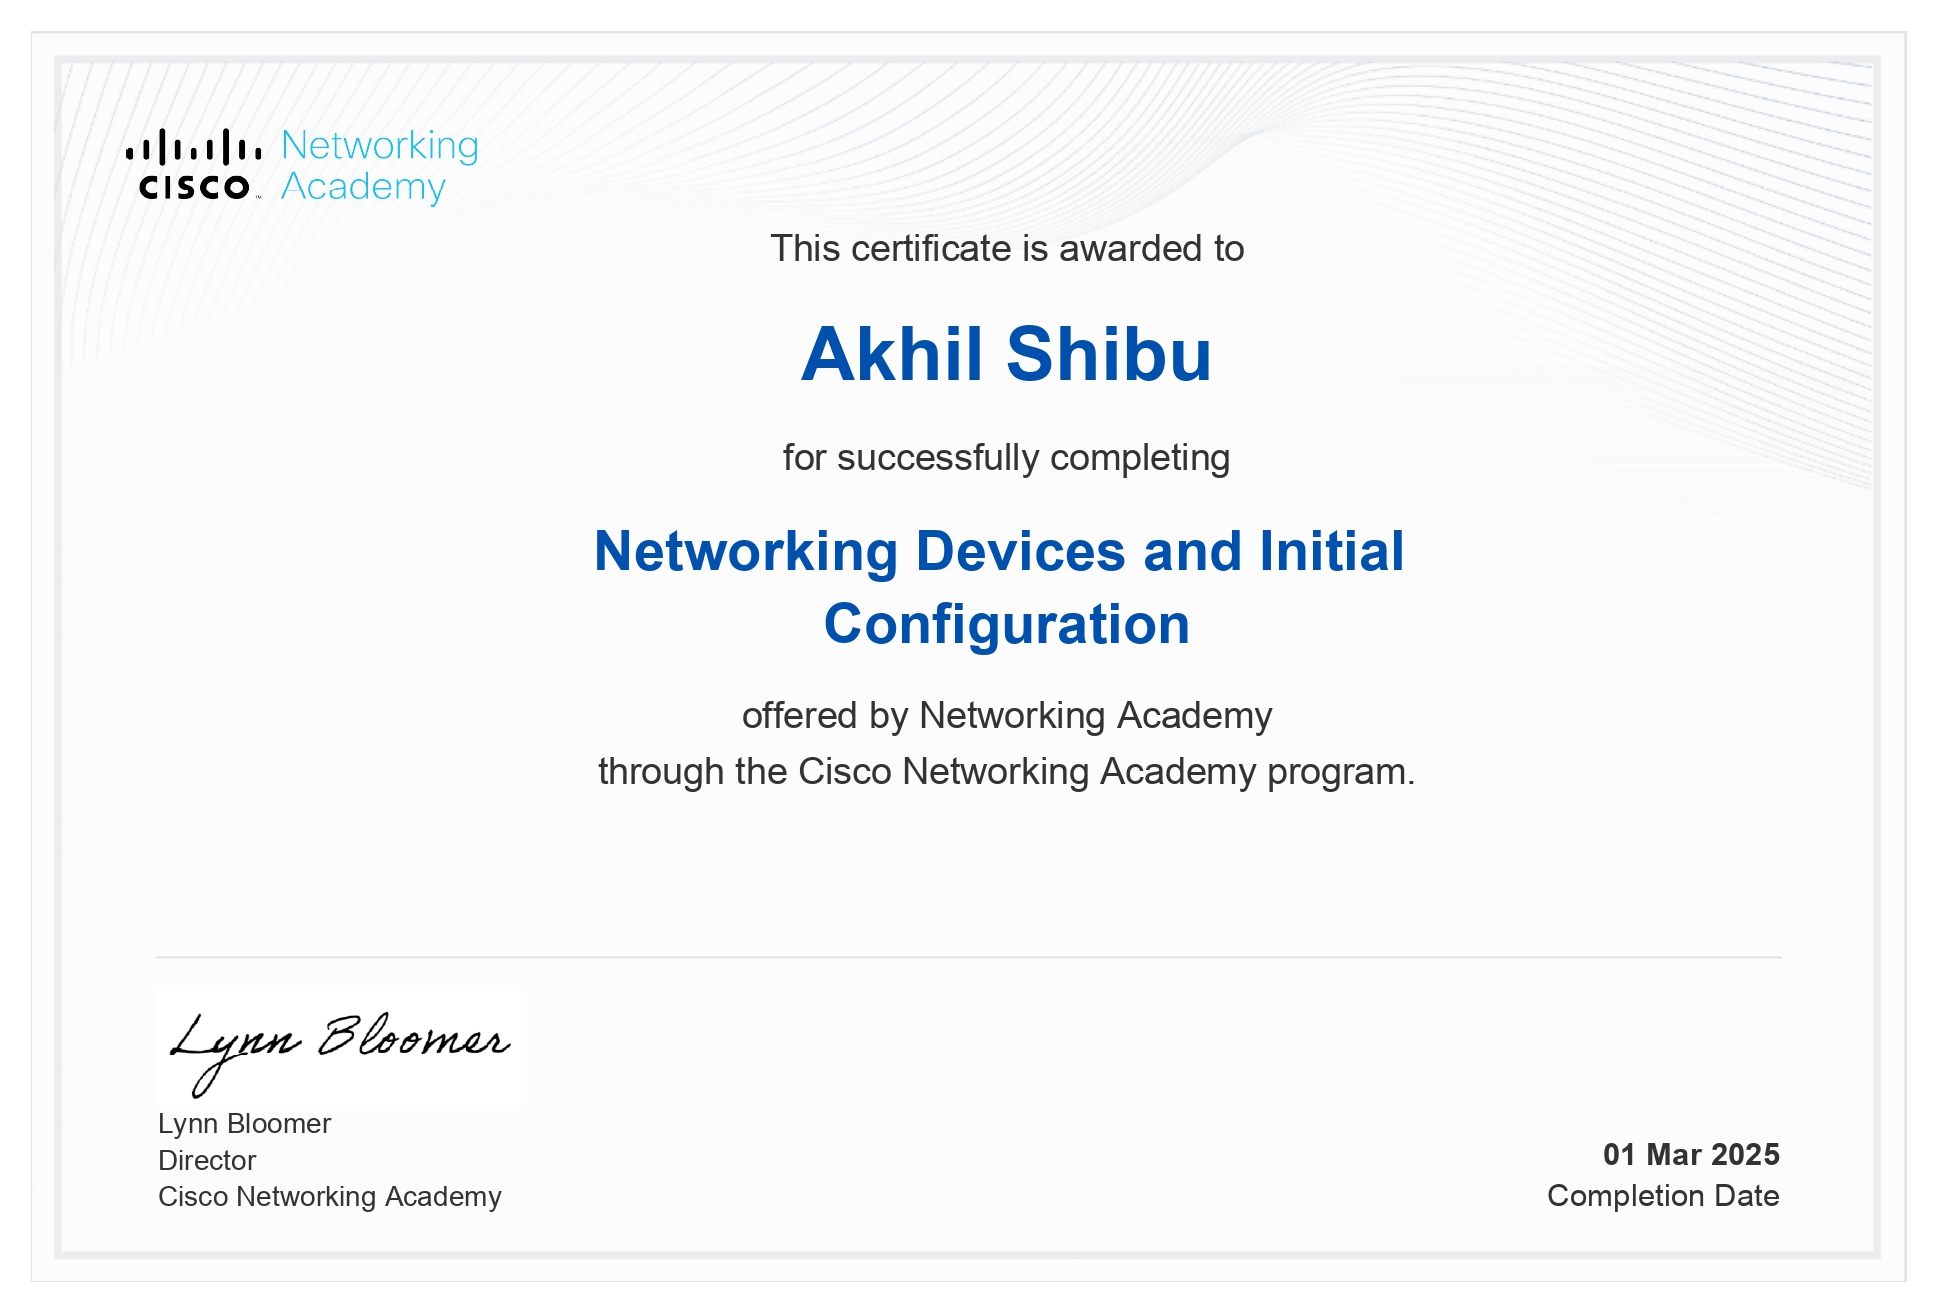 Networking
cisco™ Academy
This certificate is awarded to
Akhil Shibu
for successfully completing
Networking Devices and Initial
Configuration
offered by Networking Academy
through the Cisco Networking Academy program.
Lynn Bloomer
Lynn Bloomer
Director
Cisco Networking Academy
01 Mar 2025
Completion Date